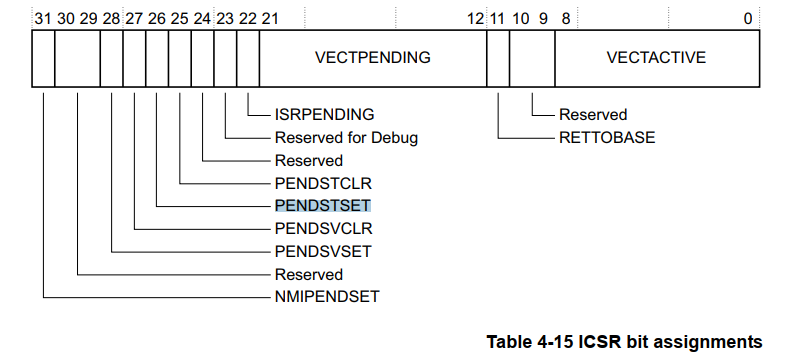 31 30 29 28 27 26 25 24 23 22 21 12 11 10 9 8 0
VECTPENDING VECTACTIVE
ISRPENDING Reserved
Reserved for Debug RETTOBASE
Reserved
PENDSTCLR
PENDSTSET
PENDSVCLR
PENDSVSET
Reserved
NMIPENDSET
Table 4-15 ICSR bit assignments